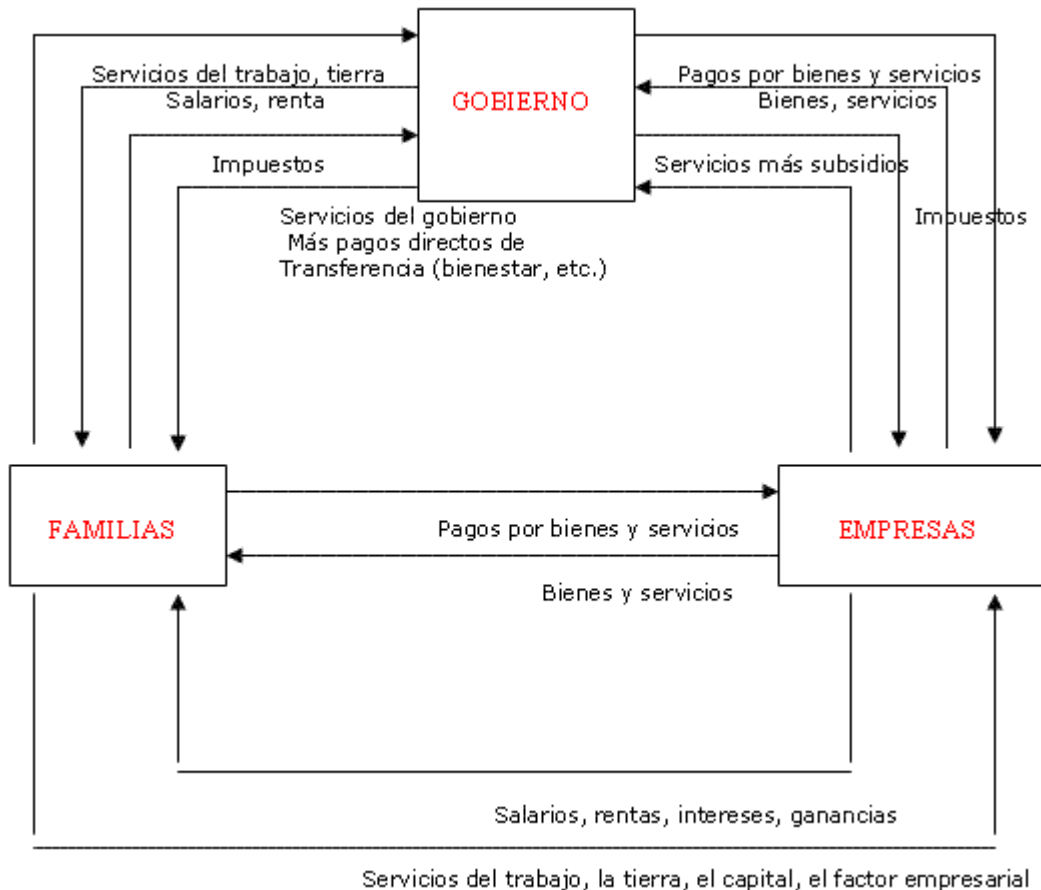 Servicios del trabajo, tierra
Pagos por bienes y servicios
Salarios, renta
GOBIERNO
Bienes, servicios
Impuestos
Servicios más subsidios
Servicios del gobierno
Impuestos
Más pagos directos de
Transferencia (bienestar, etc.)
FAMILIAS
Pagos por bienes y servicios
EMPRESAS
Bienes y servicios
Salarios, rentas, intereses, ganancias
Servicios del trabajo, la tierra, el capital, el factor empresarial